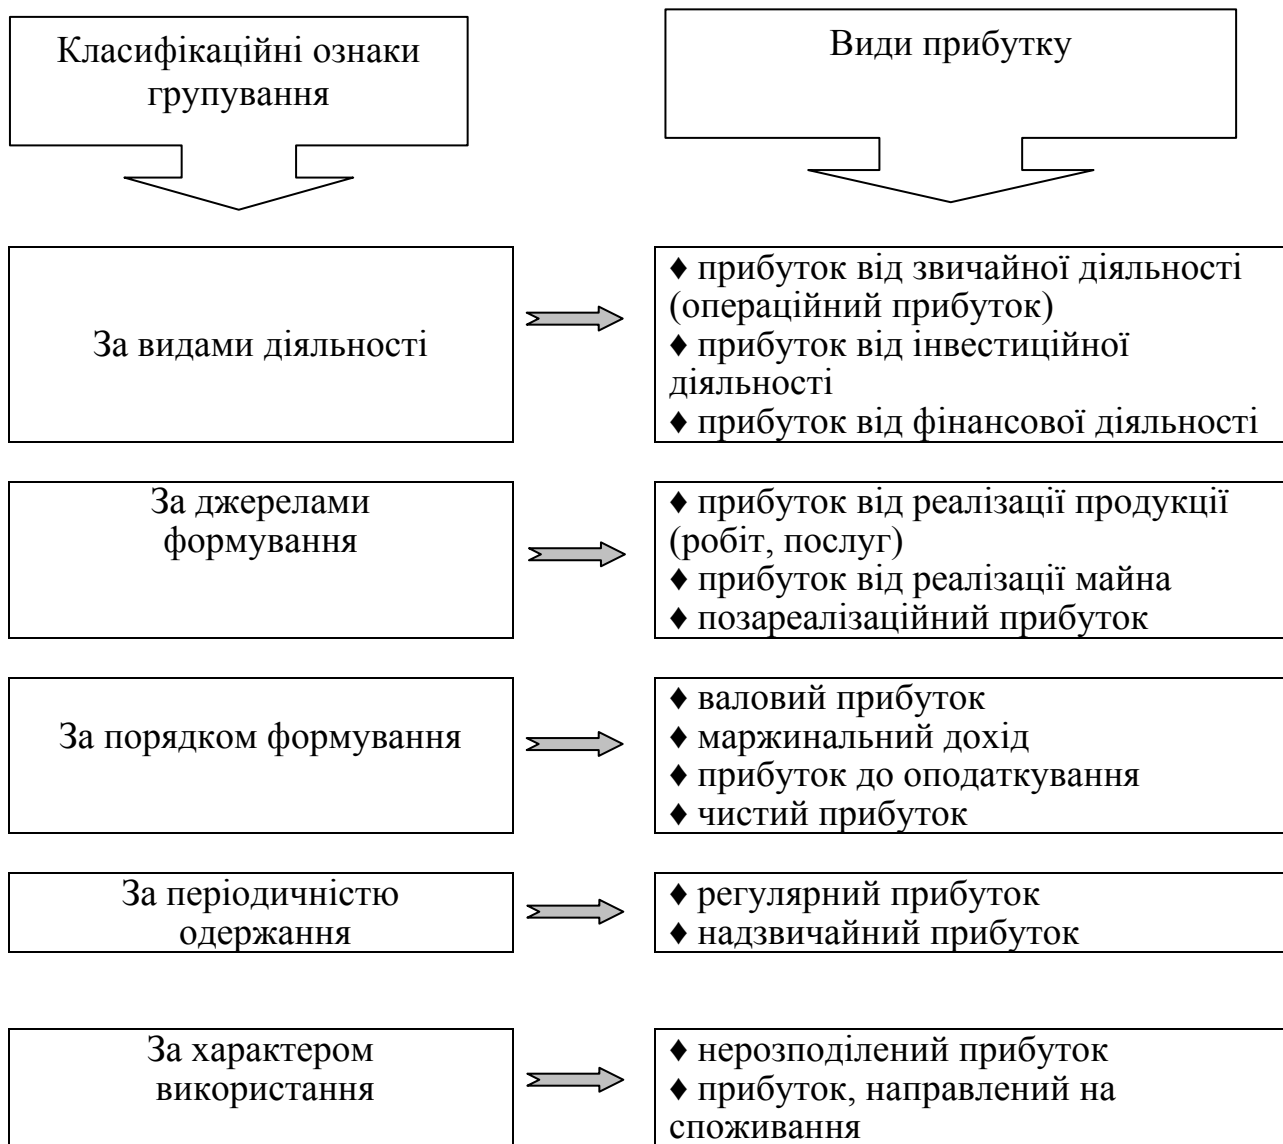 Класифікаційні ознаки
групування
Види прибутку
За видами діяльності
♦ прибуток від звичайної діяльності
(операційний прибуток)
♦ прибуток від інвестиційної
діяльності
♦ прибуток від фінансової діяльності
За джерелами
формування
♦ прибуток від реалізації продукції
(робіт, послуг)
♦ прибуток від реалізації майна
♦ позареалізаційний прибуток
За порядком формування
♦ валовий прибуток
♦ маржинальний дохід
♦ прибуток до оподаткування
♦ чистий прибуток
За періодичністю
одержання
♦ регулярний прибуток
♦ надзвичайний прибуток
За характером
використання
♦ нерозподілений прибуток
♦ прибуток, направлений на
споживання